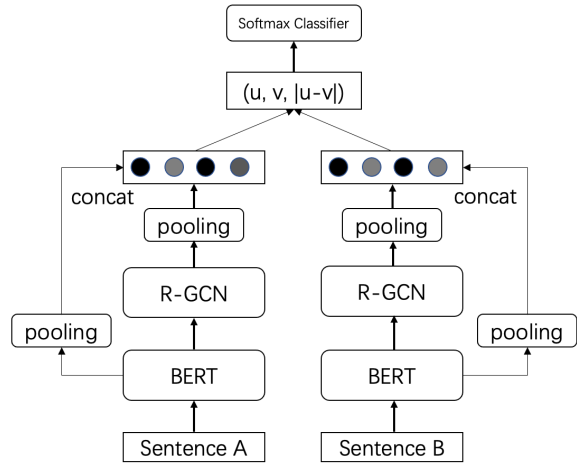 Softmax Classifier
(u, v, |u-v|)
concat
concat
pooling
pooling
R-GCN
R-GCN
pooling
pooling
BERT
BERT
Sentence A
Sentence B